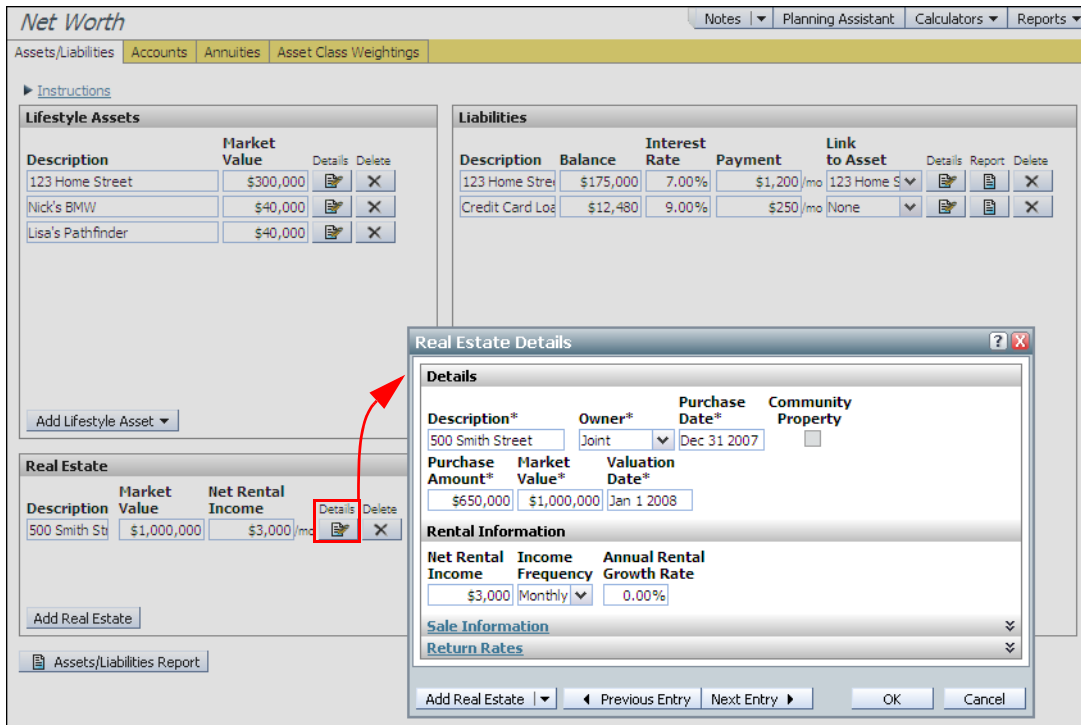 Net Worth
Notes Planning Assistant Calculators Reports
Assets/Liabilities Accounts Annuities Asset Class Weightings
Instructions
Lifestyle Assets
Description Market Value Details Delete
123 Home Street $300,000
Nick's BMW $40,000
Lisa's Pathfinder $40,000
Add Lifestyle Asset
Liabilities
Description Balance Interest Rate Payment Link to Asset Details Report Delete
123 Home Stre $175,000 7.00% $1,200 /mo 123 Home S
Credit Card Loa $12,480 9.00% $250 /mo None
Real Estate
Description Market Value Net Rental Income Details Delete
500 Smith St $1,000,000 $3,000 /mo
Add Real Estate
Assets/Liabilities Report
Real Estate Details
Details
Description* Owner* Purchase Date* Community Property
500 Smith Street Joint Dec 31 2007
Purchase Amount* Market Value* Valuation Date*
$650,000 $1,000,000 Jan 1 2008
Rental Information
Net Rental Income Income Frequency Annual Rental Growth Rate
$3,000 Monthly 0.00%
Sale Information
Return Rates
Add Real Estate Previous Entry Next Entry OK Cancel